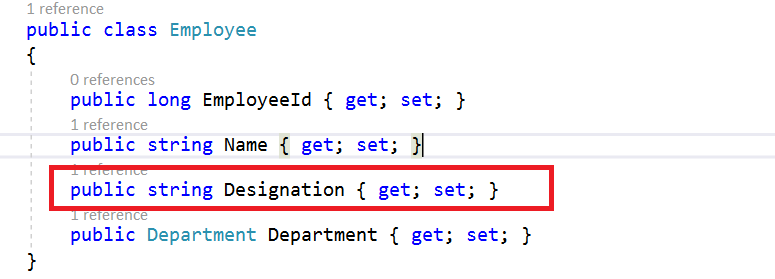 1 reference
public class Employee
{
0 references
public long EmployeeId { get; set; }
1 reference
public string Name { get; set; }
1 reference
public string Designation { get; set; }
1 reference
public Department Department { get; set; }
}